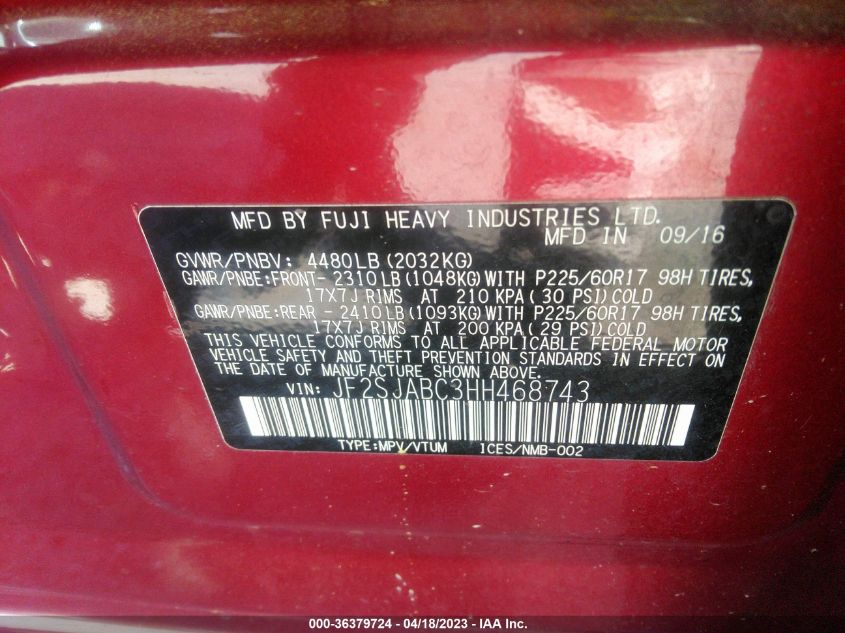 MFD BY FUJI HEAVY INDUSTRIES LTD.
MFD IN 09/16
GVWR/PNBV: 4480LB(2032KG)
GAWR/PNBE:FRONT- 2310LB(1048KG)WITH P225/60R17 98H TIRES,
17X7J RIMS AT 210 KPA(30 PSI)COLD
GAWR/PNBE:REAR - 2410LB(1093KG)WITH P225/60R17 98H TIRES,
17X7J RIMS AT 200 KPA(29 PSI)COLD
THIS VEHICLE CONFORMS TO ALL APPLICABLE FEDERAL MOTOR
VEHICLE SAFETY AND THEFT PREVENTION STANDARDS IN EFFECT ON
THE DATE OF MANUFACTURE SHOWN ABOVE.
VIN: JF2SJABC3HH468743
TYPE:MPV/VTUM ICES/NMB-002
000-36379724 - 04/18/2023 - IAA Inc.